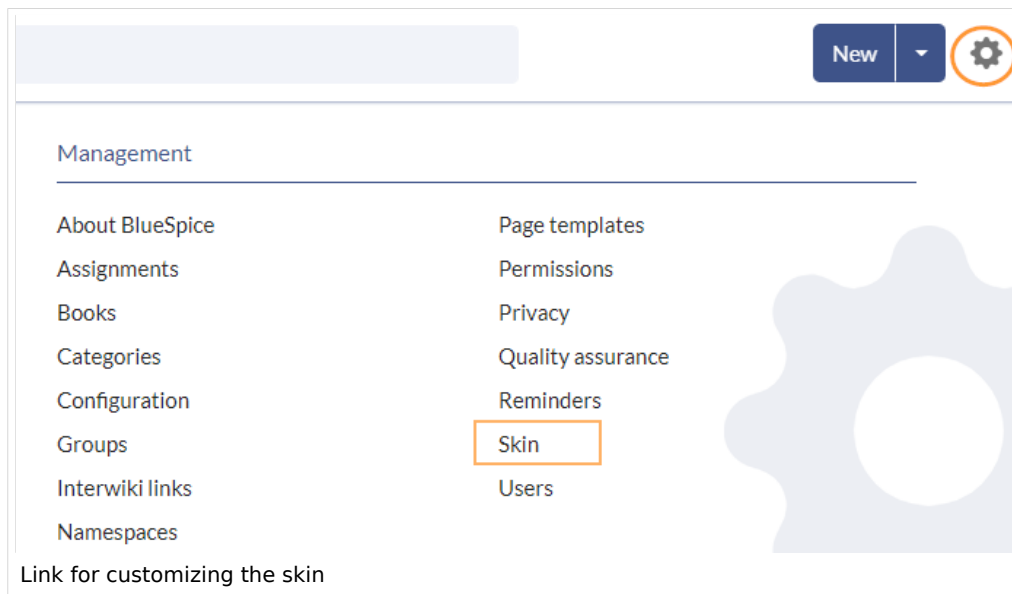 New
Management
About BlueSpice
Assignments
Books
Categories
Configuration
Groups
Interwiki links
Namespaces
Page templates
Permissions
Privacy
Quality assurance
Reminders
Skin
Users
Link for customizing the skin